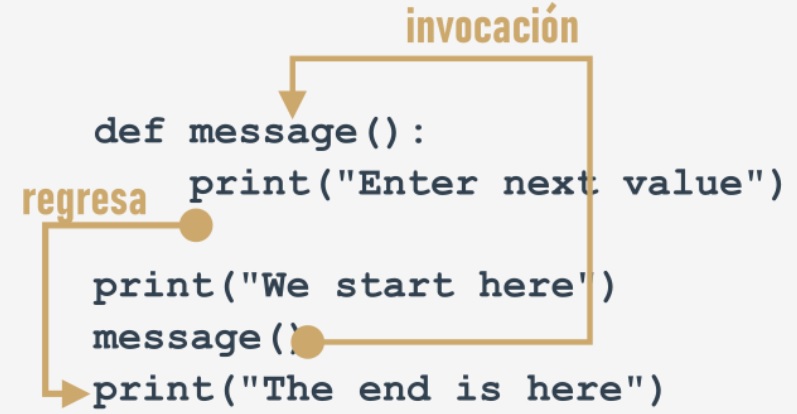 invocación
def message():
    print("Enter next value")
regresa
print("We start here")
message()
print("The end is here")